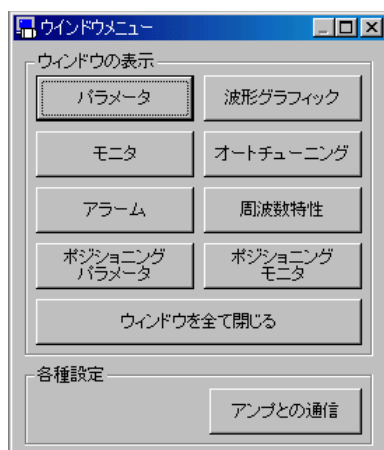 ウインドウメニュー
ウィンドウの表示
パラメータ
波形グラフィック
モニタ
オートチューニング
アラーム
周波数特性
ポジショニング
パラメータ
ポジショニング
モニタ
ウィンドウを全て閉じる
各種設定
アンプとの通信